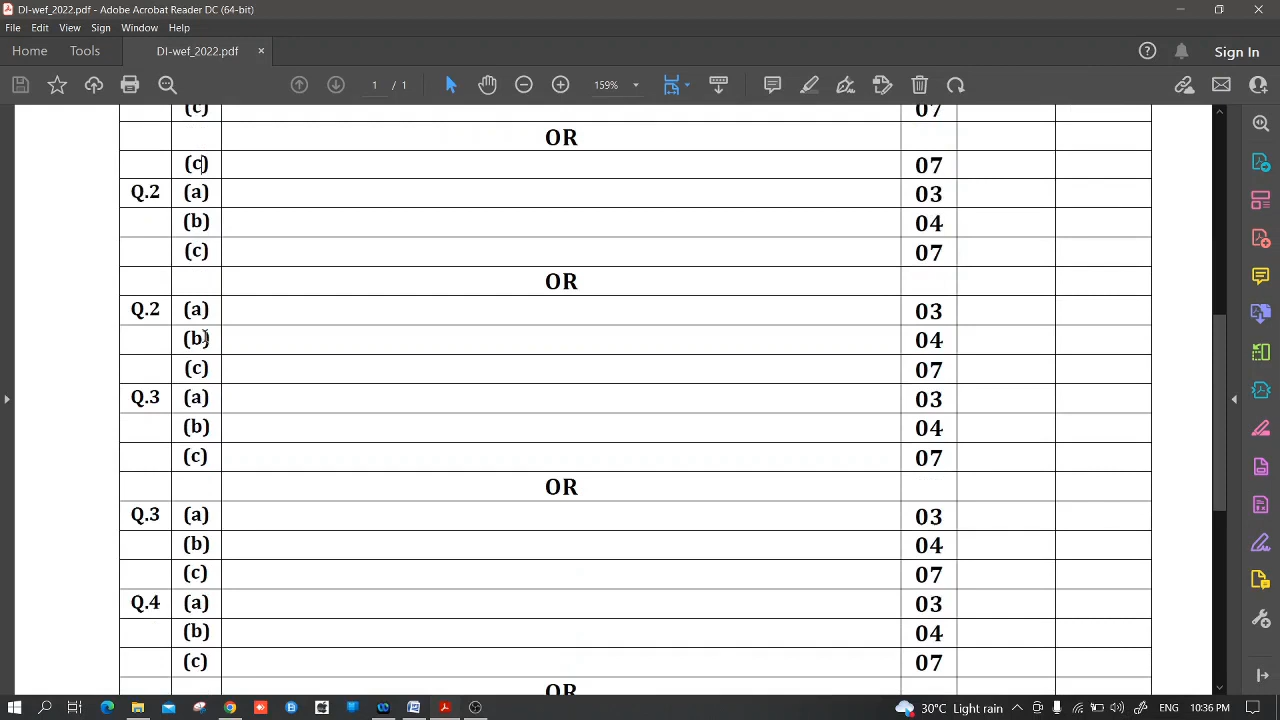 DI-wef_2022.pdf - Adobe Acrobat Reader DC (64-bit)
File Edit View Sign Window Help
Home Tools DI-wef_2022.pdf × Sign In
1 / 1 159%
(c) 07
OR
(c) 07
Q.2 (a) 03
(b) 04
(c) 07
OR
Q.2 (a) 03
(b) 04
(c) 07
Q.3 (a) 03
(b) 04
(c) 07
OR
Q.3 (a) 03
(b) 04
(c) 07
Q.4 (a) 03
(b) 04
(c) 07
OR
30°C Light rain ENG 10:36 PM